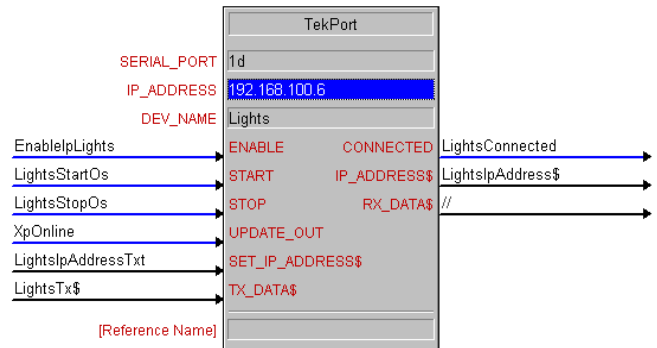 TekPort
SERIAL_PORT 1d
IP_ADDRESS 192.168.100.6
DEV_NAME Lights
EnableIpLights ENABLE CONNECTED LightsConnected
LightsStartOs START IP_ADDRESS$ LightsIpAddress$
LightsStopOs STOP RX_DATA$ //
XpOnline UPDATE_OUT
LightsIpAddressTxt SET_IP_ADDRESS$
LightsTx$ TX_DATA$
[Reference Name]